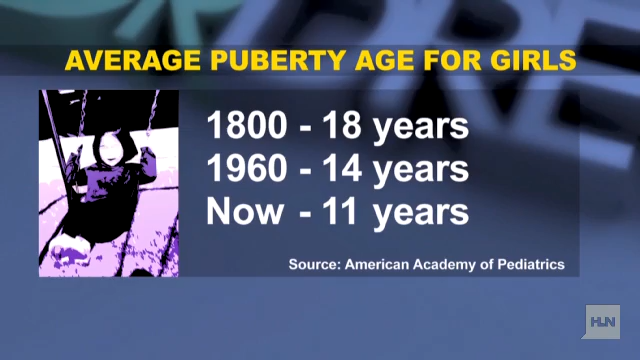 AVERAGE PUBERTY AGE FOR GIRLS
1800 - 18 years
1960 - 14 years
Now - 11 years
Source: American Academy of Pediatrics
HLN